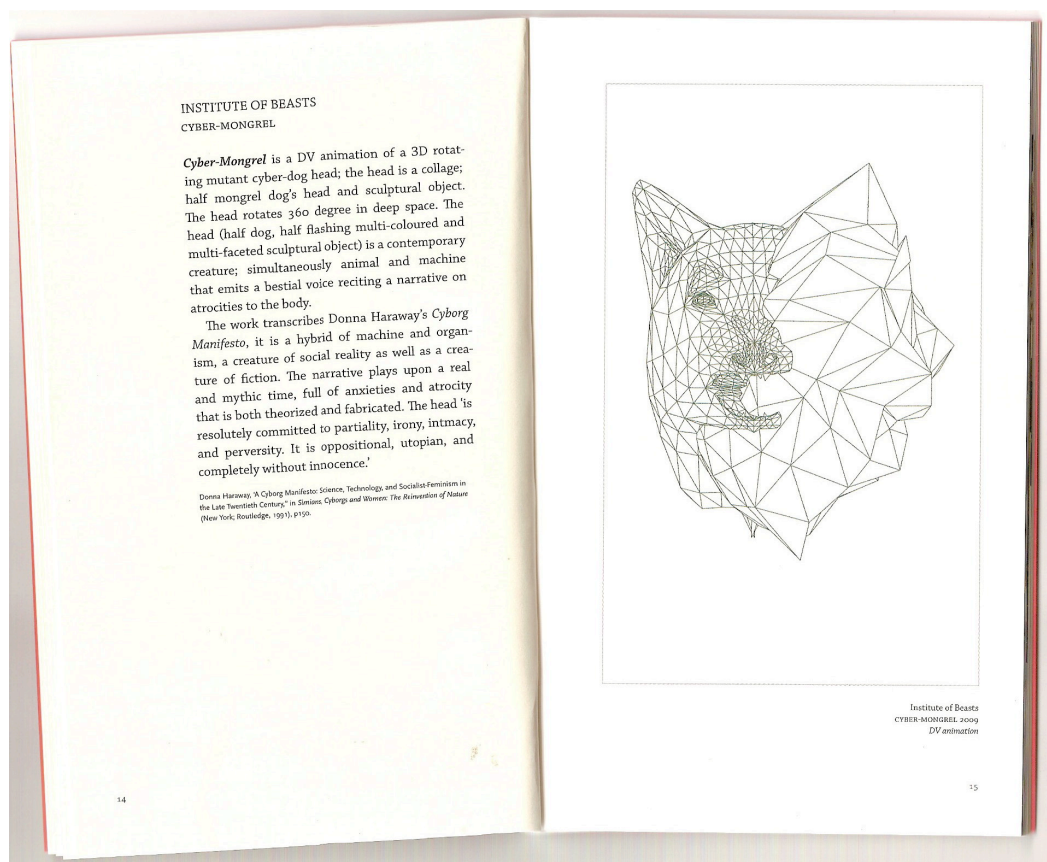 INSTITUTE OF BEASTS
CYBER-MONGREL
Cyber-Mongrel is a DV animation of a 3D rotat-
ing mutant cyber-dog head; the head is a collage;
half mongrel dog's head and sculptural object.
The head rotates 360 degree in deep space. The
head (half dog, half flashing multi-coloured and
multi-faceted sculptural object) is a contemporary
creature; simultaneously animal and machine
that emits a bestial voice reciting a narrative on
atrocities to the body.
The work transcribes Donna Haraway's Cyborg
Manifesto, it is a hybrid of machine and organ-
ism, a creature of social reality as well as a crea-
ture of fiction. The narrative plays upon a real
and mythic time, full of anxieties and atrocity
that is both theorized and fabricated. The head 'is
resolutely committed to partiality, irony, intmacy,
and perversity. It is oppositional, utopian, and
completely without innocence.'
Donna Haraway, 'A Cyborg Manifesto: Science, Technology, and Socialist-Feminism in
the Late Twentieth Century," in Simians, Cyborgs and Women: The Reinvention of Nature
(New York; Routledge, 1991), p150.
14
Institute of Beasts
CYBER-MONGREL 2009
DV animation
15